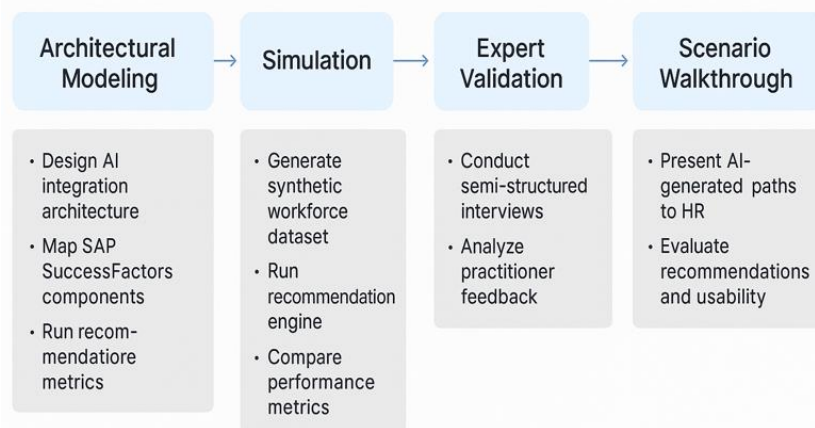 Architectural
Modeling
Simulation
Expert
Validation
Scenario
Walkthrough
• Design AI
integration
architecture
• Map SAP
SuccessFactors
components
• Run recom-
mendatiore
metrics
• Generate
synthetic
workforce
dataset
• Run
recommendation
engine
• Compare
performance
metrics
• Conduct
semi-structured
interviews
• Analyze
practitioner
feedback
• Present AI-
generated paths
to HR
• Evaluate
recommendations
and usability